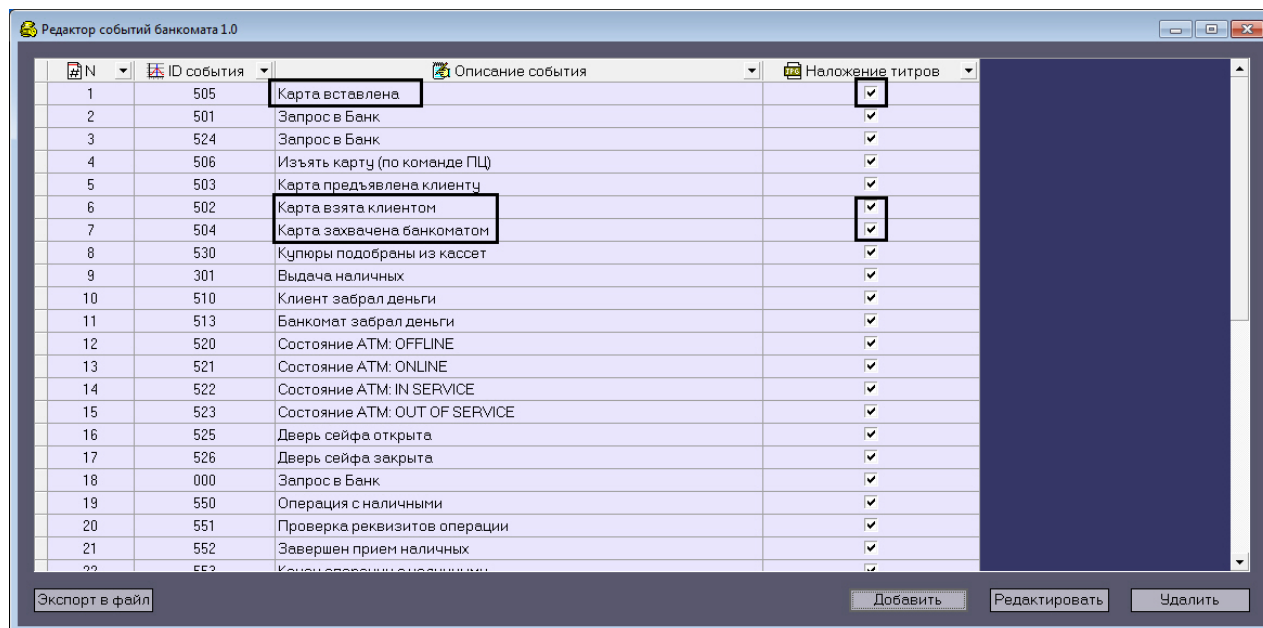 Редактор событий банкомата 1.0
N ID события Описание события Наложение титров
1 505 Карта вставлена
2 501 Запрос в Банк
3 524 Запрос в Банк
4 506 Изъять карту (по команде ПЦ)
5 503 Карта предъявлена клиенту
6 502 Карта взята клиентом
7 504 Карта захвачена банкоматом
8 530 Купюры подобраны из кассет
9 301 Выдача наличных
10 510 Клиент забрал деньги
11 513 Банкомат забрал деньги
12 520 Состояние ATM: OFFLINE
13 521 Состояние ATM: ONLINE
14 522 Состояние ATM: IN SERVICE
15 523 Состояние ATM: OUT OF SERVICE
16 525 Дверь сейфа открыта
17 526 Дверь сейфа закрыта
18 000 Запрос в Банк
19 550 Операция с наличными
20 551 Проверка реквизитов операции
21 552 Завершен прием наличных
22 553 Конец операции с наличными
Экспорт в файл Добавить Редактировать Удалить